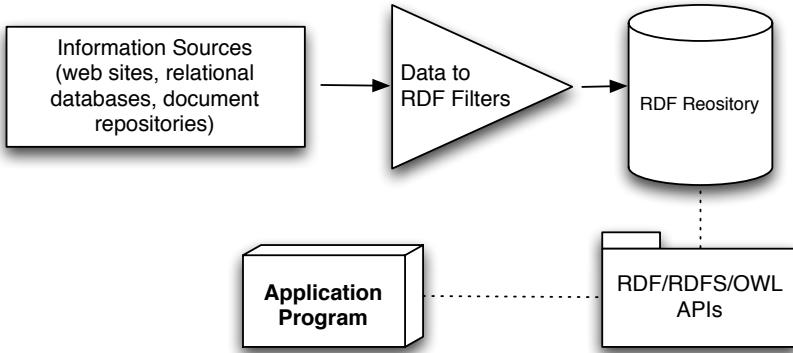 Information Sources
(web sites, relational
databases, document
repositories)
Data to
RDF Filters
RDF Reository
Application
Program
RDF/RDFS/OWL
APIs